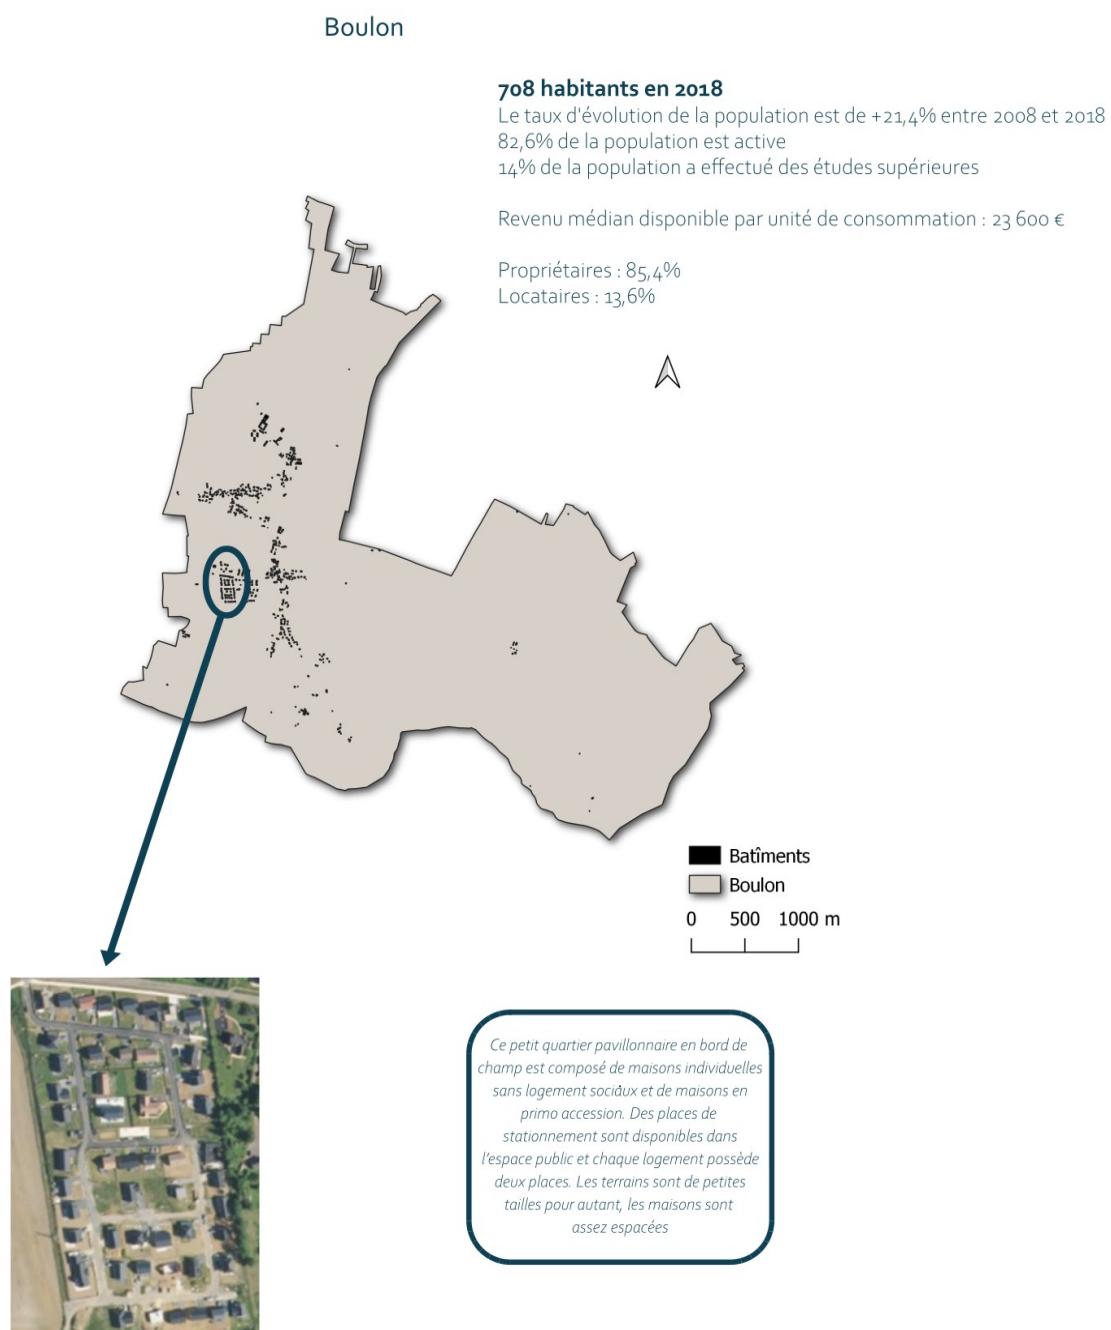 Boulon
708 habitants en 2018
Le taux d'évolution de la population est de +21,4% entre 2008 et 2018
82,6% de la population est active
14% de la population a effectué des études supérieures
Revenu médian disponible par unité de consommation : 23 600 €
Propriétaires : 85,4%
Locataires : 13,6%
Batîments
Boulon
0 500 1000 m
Ce petit quartier pavillonnaire en bord de
champ est composé de maisons individuelles
sans logement sociaux et de maisons en
primo accession. Des places de
stationnement sont disponibles dans
l'espace public et chaque logement possède
deux places. Les terrains sont de petites
tailles pour autant, les maisons sont
assez espacées